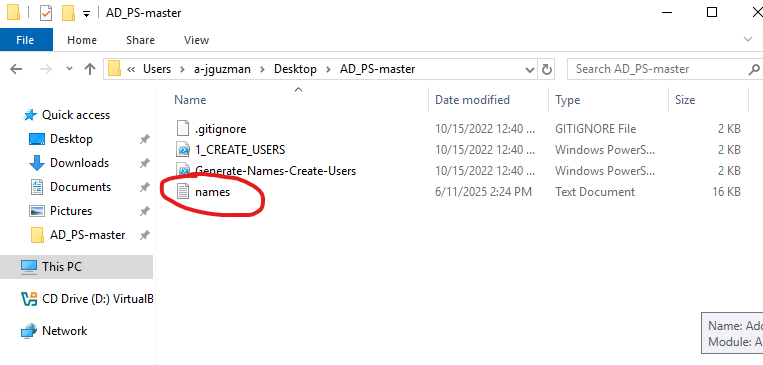 AD_PS-master
File Home Share View
Users a-jguzman Desktop AD_PS-master Search AD_PS-master
Name Date modified Type Size
Quick access
Desktop
Downloads
Documents
Pictures
AD_PS-master
This PC
CD Drive (D:) VirtualB
Network
.gitignore 10/15/2022 12:40 ... GITIGNORE File 2 KB
1_CREATE_USERS 10/15/2022 12:40 ... Windows PowerS... 2 KB
Generate-Names-Create-Users 10/15/2022 12:40 ... Windows PowerS... 2 KB
names 6/11/2025 2:24 PM Text Document 16 KB
Name: Add
Module: A